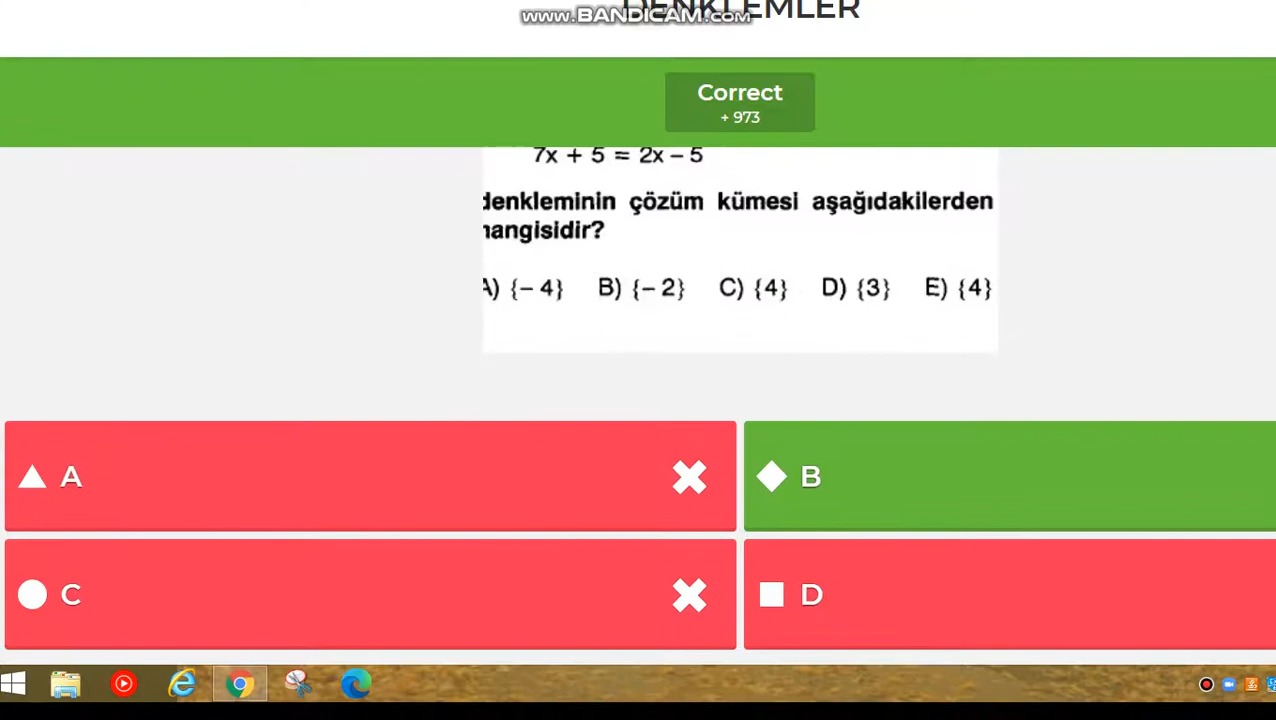 DENKLEMLER
www.BANDICAM.com
Correct
+ 973
7x + 5 = 2x – 5
denkleminin çözüm kümesi aşağıdakilerden
hangisidir?
A) {– 4} B) {– 2} C) {4} D) {3} E) {4}
A
B
C
D